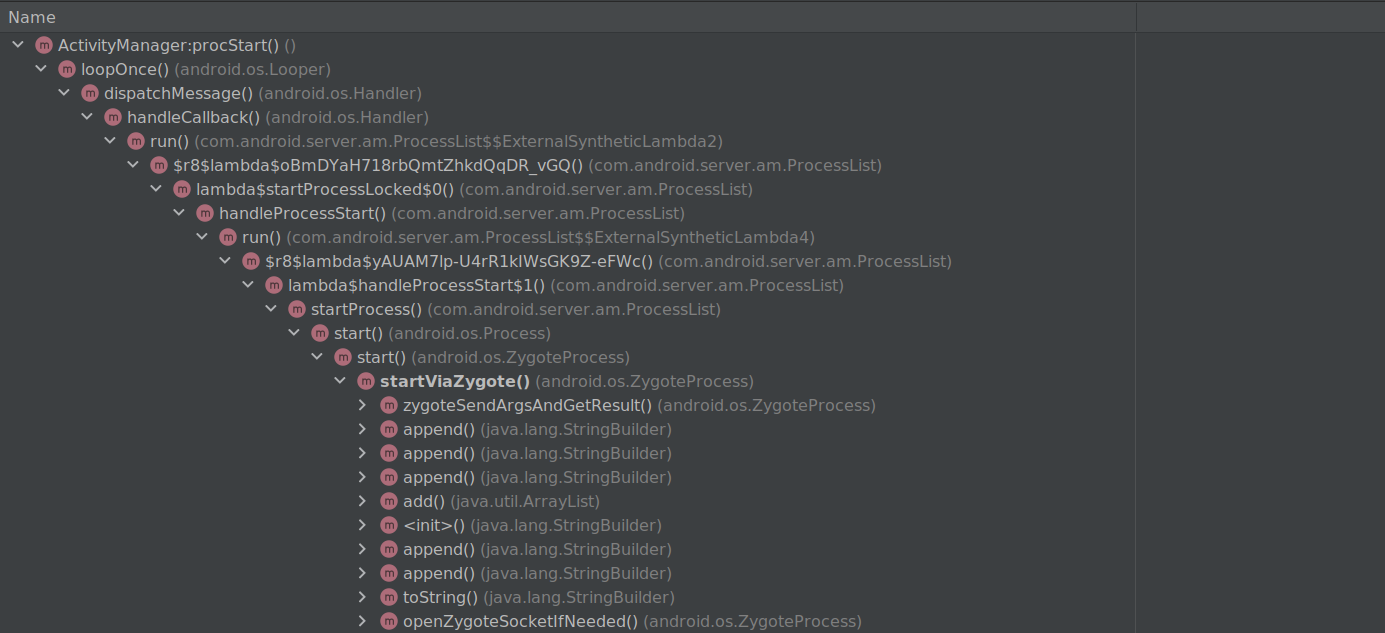 Name
m ActivityManager:procStart() ()
m loopOnce() (android.os.Looper)
m dispatchMessage() (android.os.Handler)
m handleCallback() (android.os.Handler)
m run() (com.android.server.am.ProcessList$$ExternalSyntheticLambda2)
m $r8$lambda$oBmDYaH718rbQmtZhkdQqDR_vGQ() (com.android.server.am.ProcessList)
m lambda$startProcessLocked$0() (com.android.server.am.ProcessList)
m handleProcessStart() (com.android.server.am.ProcessList)
m run() (com.android.server.am.ProcessList$$ExternalSyntheticLambda4)
m $r8$lambda$yAUAM7lp-U4rR1kIWsGK9Z-eFWc() (com.android.server.am.ProcessList)
m lambda$handleProcessStart$1() (com.android.server.am.ProcessList)
m startProcess() (com.android.server.am.ProcessList)
m start() (android.os.Process)
m start() (android.os.ZygoteProcess)
m startViaZygote() (android.os.ZygoteProcess)
m zygoteSendArgsAndGetResult() (android.os.ZygoteProcess)
m append() (java.lang.StringBuilder)
m append() (java.lang.StringBuilder)
m append() (java.lang.StringBuilder)
m add() (java.util.ArrayList)
m <init>() (java.lang.StringBuilder)
m append() (java.lang.StringBuilder)
m append() (java.lang.StringBuilder)
m toString() (java.lang.StringBuilder)
m openZygoteSocketIfNeeded() (android.os.ZygoteProcess)